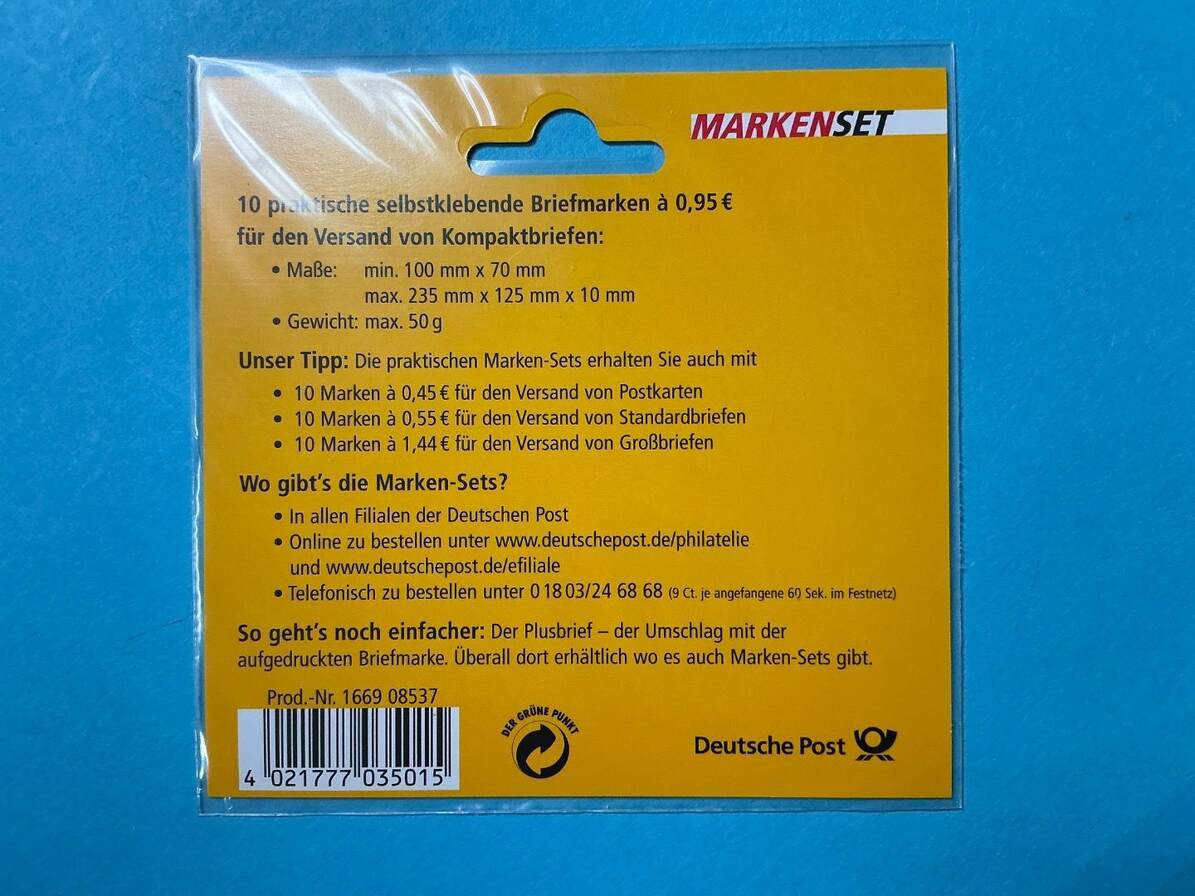 MARKENSET
10 praktische selbstklebende Briefmarken à 0,95 €
für den Versand von Kompaktbriefen:
• Maße: min. 100 mm x 70 mm
max. 235 mm x 125 mm x 10 mm
• Gewicht: max. 50 g
Unser Tipp: Die praktischen Marken-Sets erhalten Sie auch mit
• 10 Marken à 0,45 € für den Versand von Postkarten
• 10 Marken à 0,55 € für den Versand von Standardbriefen
• 10 Marken à 1,44 € für den Versand von Großbriefen
Wo gibt's die Marken-Sets?
• In allen Filialen der Deutschen Post
• Online zu bestellen unter www.deutschepost.de/philatelie
und www.deutschepost.de/efiliale
• Telefonisch zu bestellen unter 0 18 03/24 68 68 (9 Ct. je angefangene 60 Sek. im Festnetz)
So geht's noch einfacher: Der Plusbrief – der Umschlag mit der
aufgedruckten Briefmarke. Überall dort erhältlich wo es auch Marken-Sets gibt.
Prod.-Nr. 1669 08537
4 021777 035015
DER GRÜNE PUNKT
Deutsche Post